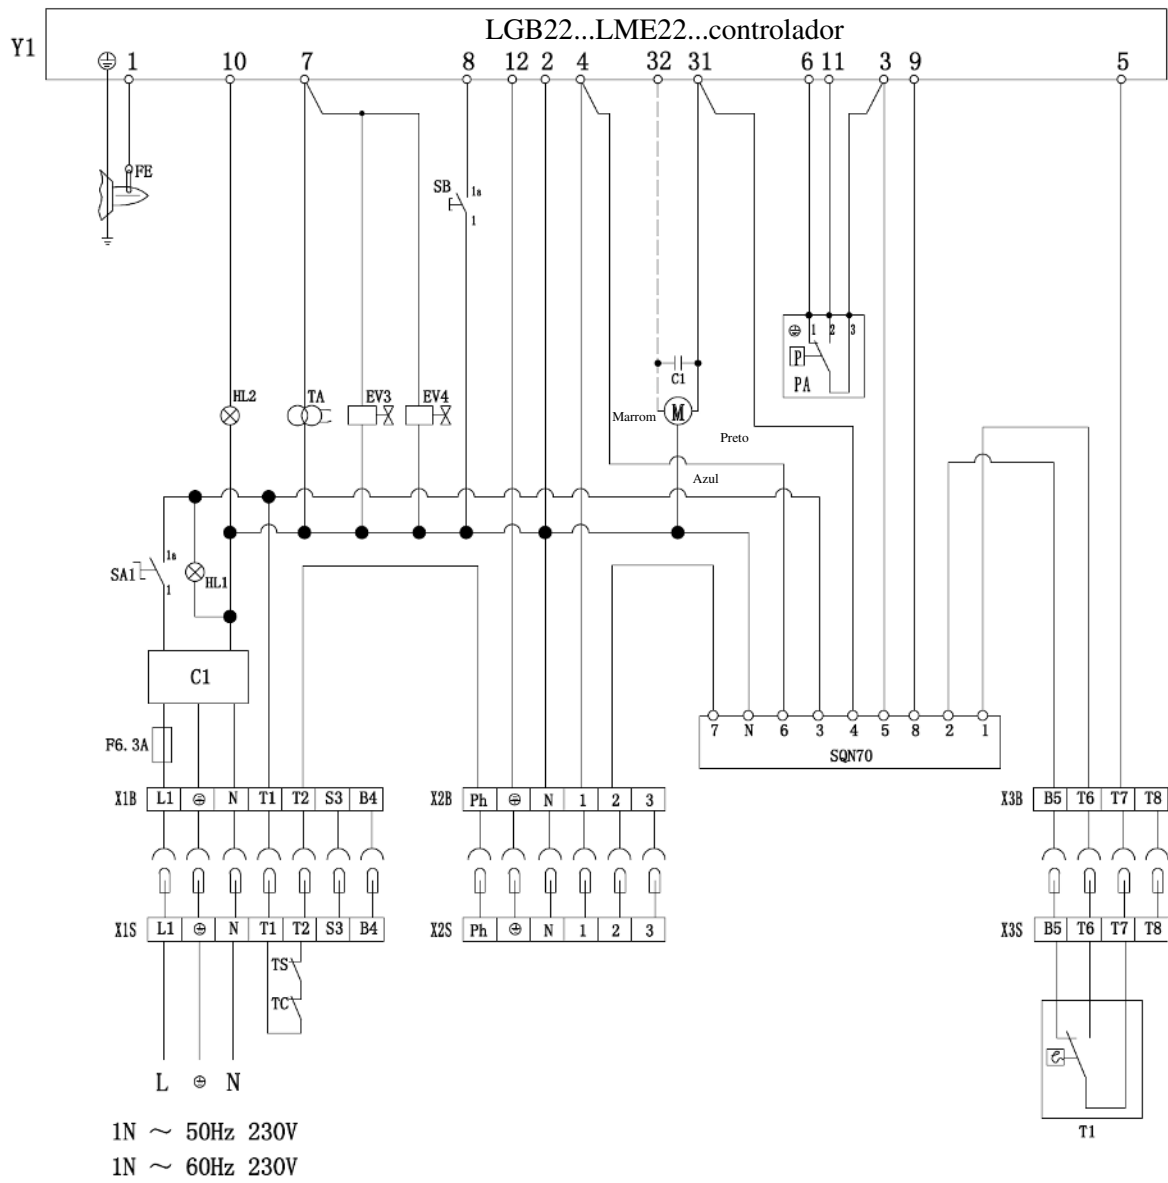 LGB22...LME22...controlador
Y1
1 10 7 8 12 2 4 32 31 6 11 3 9 5
FE
SB 1a
1
1 2 3
P
PA
C1
HL2 TA EV3 EV4
M
Marrom
Preto
Azul
SA1 1a
1
HL1
C1
7 N 6 3 4 5 8 2 1
SQN70
F6.3A
X1B L1 N T1 T2 S3 B4
X2B Ph N 1 2 3
X3B B5 T6 T7 T8
X1S L1 N T1 T2 S3 B4
X2S Ph N 1 2 3
X3S B5 T6 T7 T8
TS
TC
L N
T1
1N ~ 50Hz 230V
1N ~ 60Hz 230V